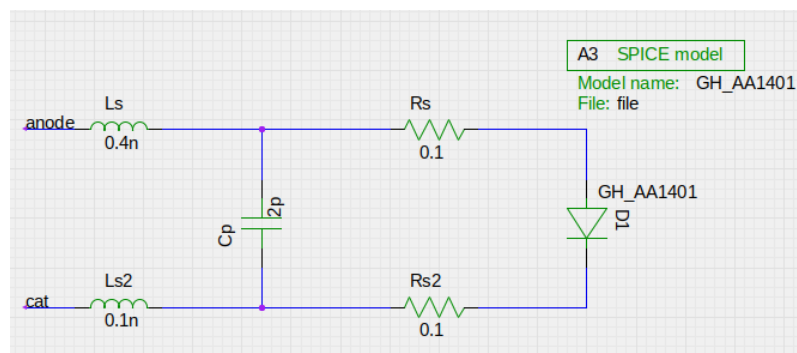 A3 SPICE model
Model name: GH_AA1401
File: file
anode
Ls
0.4n
Rs
0.1
GH_AA1401
D1
2p
Cp
cat
Ls2
0.1n
Rs2
0.1